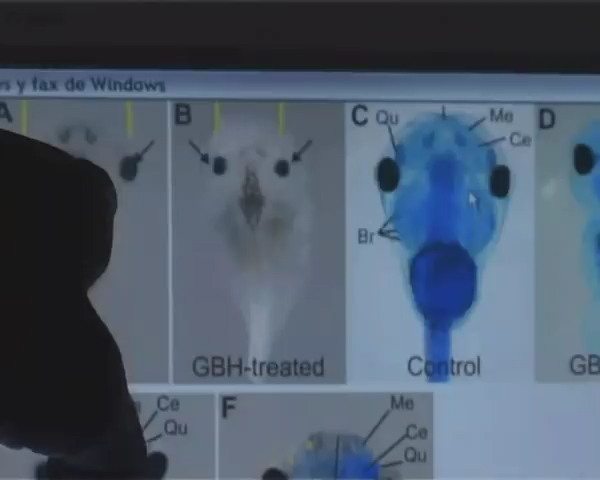 s y fax de Windows
A
B
C Qu
Me
D
Ce
Br
GBH-treated
Control
GB
Ce
Qu
F
Me
Ce
Qu